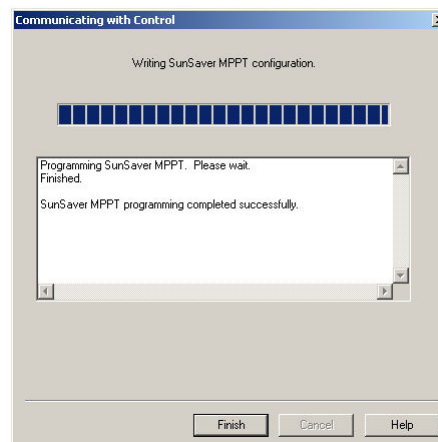 Communicating with Control
Writing SunSaver MPPT configuration.
Programming SunSaver MPPT. Please wait.
Finished.
SunSaver MPPT programming completed successfully.
Finish Cancel Help